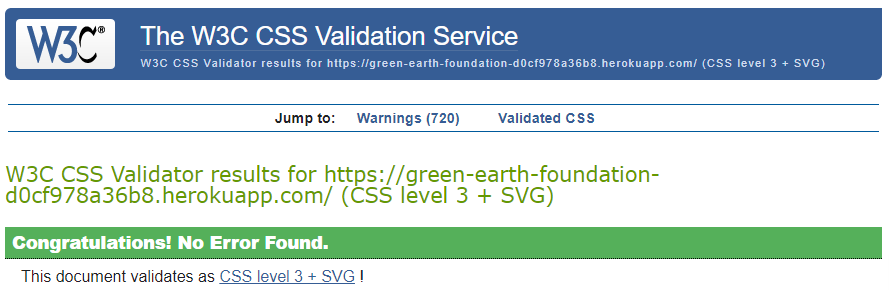 W3C®
The W3C CSS Validation Service
W3C CSS Validator results for https://green-earth-foundation-d0cf978a36b8.herokuapp.com/ (CSS level 3 + SVG)
Jump to: Warnings (720) Validated CSS
W3C CSS Validator results for https://green-earth-foundation-
d0cf978a36b8.herokuapp.com/ (CSS level 3 + SVG)
Congratulations! No Error Found.
This document validates as CSS level 3 + SVG !